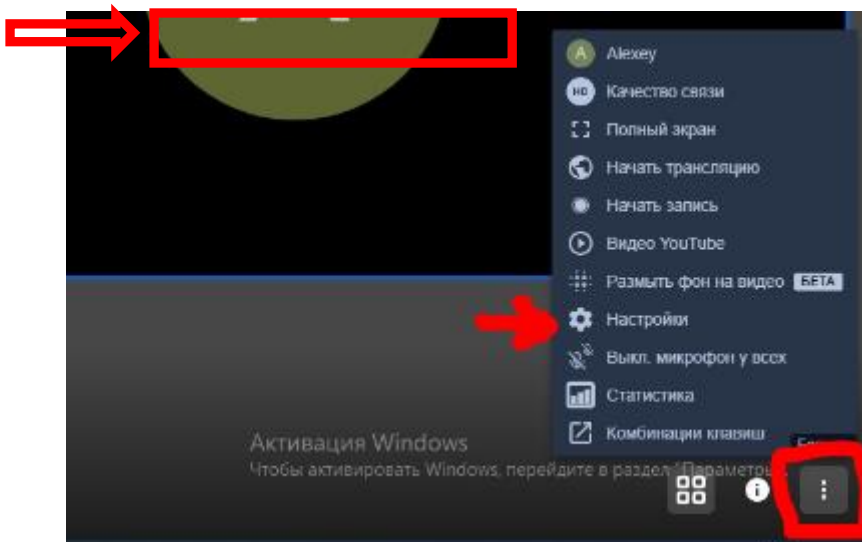 A Alexey
HD Качество связи
Полный экран
Начать трансляцию
Начать запись
Видео YouTube
Размыть фон на видео БЕТА
Настройки
Выкл. микрофон у всех
Статистика
Комбинации клавиш
Активация Windows
Чтобы активировать Windows, перейдите в раздел "Параметры
i